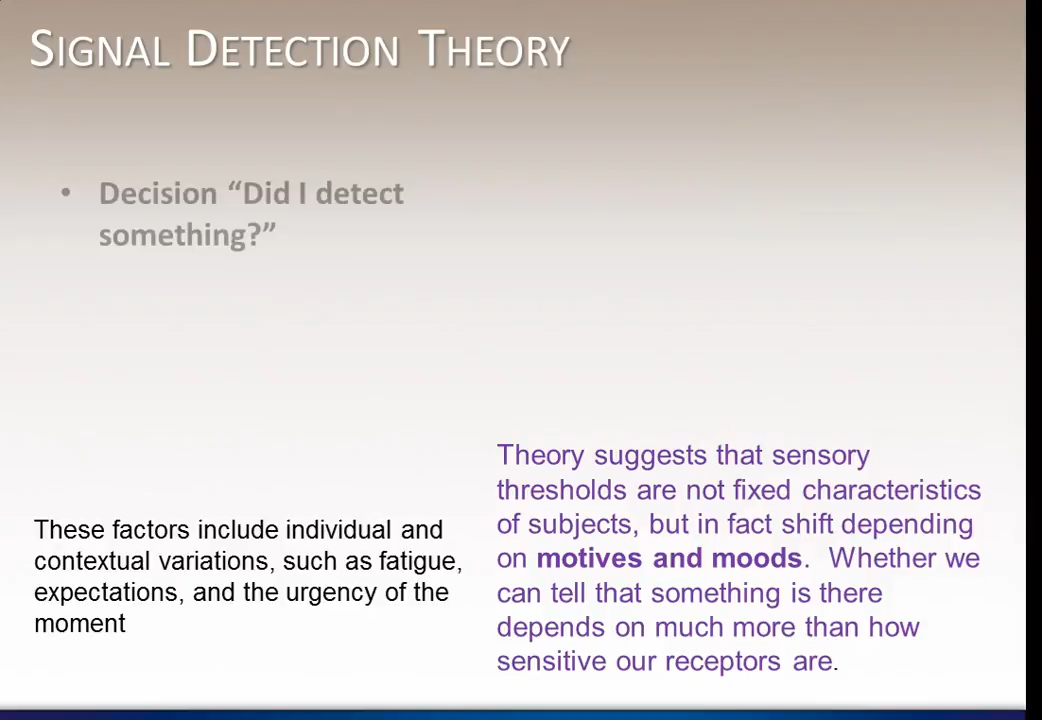 SIGNAL DETECTION THEORY
• Decision “Did I detect
something?”
These factors include individual and
contextual variations, such as fatigue,
expectations, and the urgency of the
moment
Theory suggests that sensory
thresholds are not fixed characteristics
of subjects, but in fact shift depending
on motives and moods.  Whether we
can tell that something is there
depends on much more than how
sensitive our receptors are.